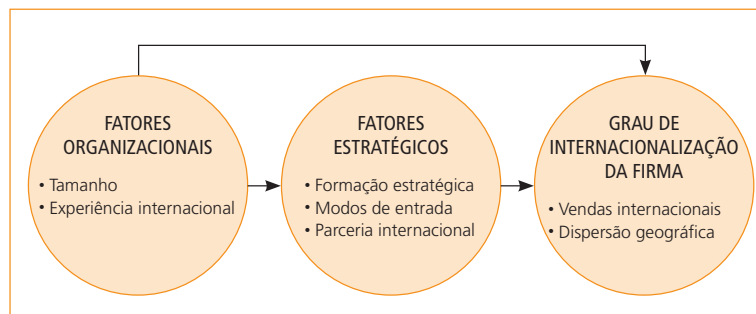 FATORES
ORGANIZACIONAIS
• Tamanho
• Experiência internacional
FATORES
ESTRATÉGICOS
• Formação estratégica
• Modos de entrada
• Parceria internacional
GRAU DE
INTERNACIONALIZAÇÃO
DA FIRMA
• Vendas internacionais
• Dispersão geográfica